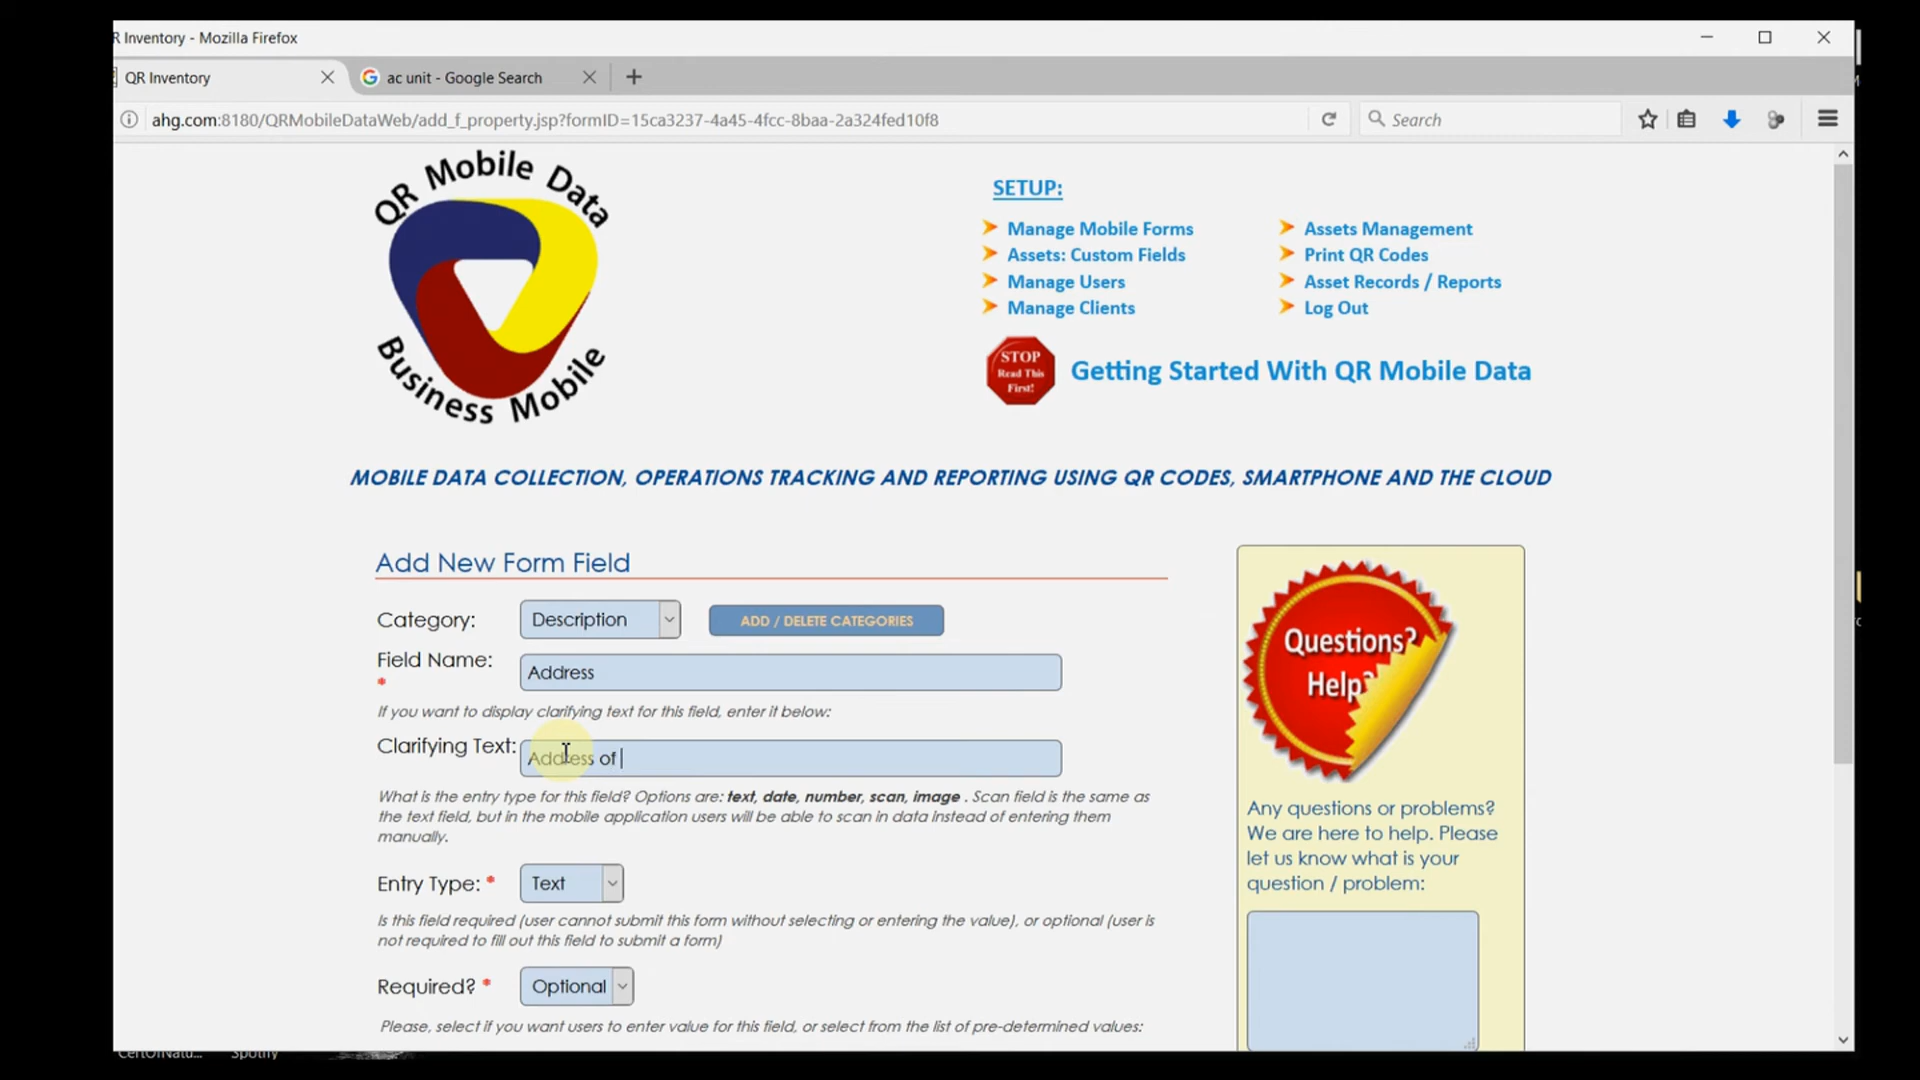 R Inventory - Mozilla Firefox
QR Inventory
ac unit - Google Search
ahg.com:8180/QRMobileDataWeb/add_f_property.jsp?formID=15ca3237-4a45-4fcc-8baa-2a324fed10f8
Search
QR Mobile Data
Business Mobile
SETUP:
Manage Mobile Forms
Assets Management
Assets: Custom Fields
Print QR Codes
Manage Users
Asset Records / Reports
Manage Clients
Log Out
STOP
Read This
First!
Getting Started With QR Mobile Data
MOBILE DATA COLLECTION, OPERATIONS TRACKING AND REPORTING USING QR CODES, SMARTPHONE AND THE CLOUD
Add New Form Field
Category: Description ADD / DELETE CATEGORIES
Field Name: * Address
If you want to display clarifying text for this field, enter it below:
Clarifying Text: Address of
What is the entry type for this field? Options are: text, date, number, scan, image . Scan field is the same as
the text field, but in the mobile application users will be able to scan in data instead of entering them
manually.
Entry Type: * Text
Is this field required (user cannot submit this form without selecting or entering the value), or optional (user is
not required to fill out this field to submit a form)
Required? * Optional
Please, select if you want users to enter value for this field, or select from the list of pre-determined values:
Questions?
Help?
Any questions or problems?
We are here to help. Please
let us know what is your
question / problem:
CertOfNatu...
Spotify